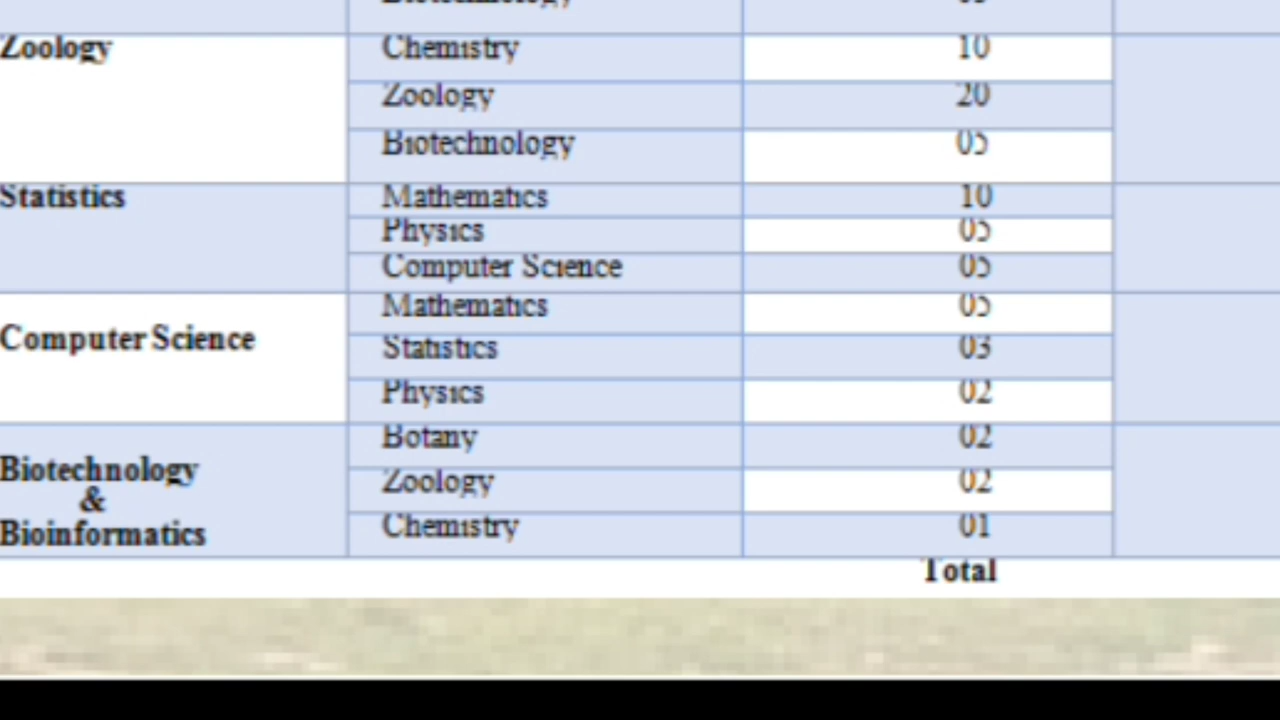 Biotechnology
Zoology Chemistry 10
Zoology 20
Biotechnology 05
Statistics Mathematics 10
Physics 05
Computer Science 05
Mathematics 05
Computer Science
Statistics 03
Physics 02
Botany 02
Biotechnology
Zoology 02
&
Bioinformatics
Chemistry 01
Total